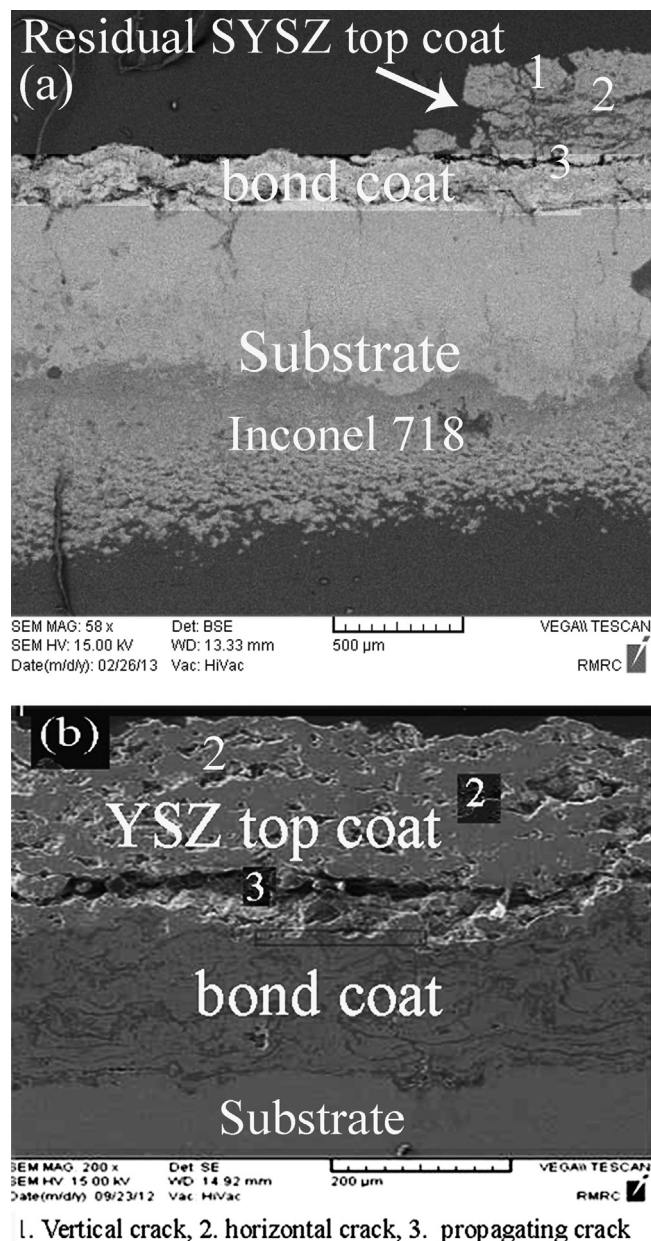 Residual SYSZ top coat
(a)
1
2
3
bond coat
Substrate
Inconel 718
SEM MAG: 58 x Det: BSE
SEM HV: 15.00 kV WD: 13.33 mm 500 µm VEGA\\ TESCAN
Date(m/d/y): 02/26/13 Vac: HiVac RMRC
(b)
2
2
YSZ top coat
3
bond coat
Substrate
SEM MAG: 200 x Det: SE
SEM HV: 15.00 kV WD: 14.92 mm 200 µm VEGA\\ TESCAN
Date(m/d/y): 09/23/12 Vac: HiVac RMRC
1. Vertical crack, 2. horizontal crack, 3. propagating crack